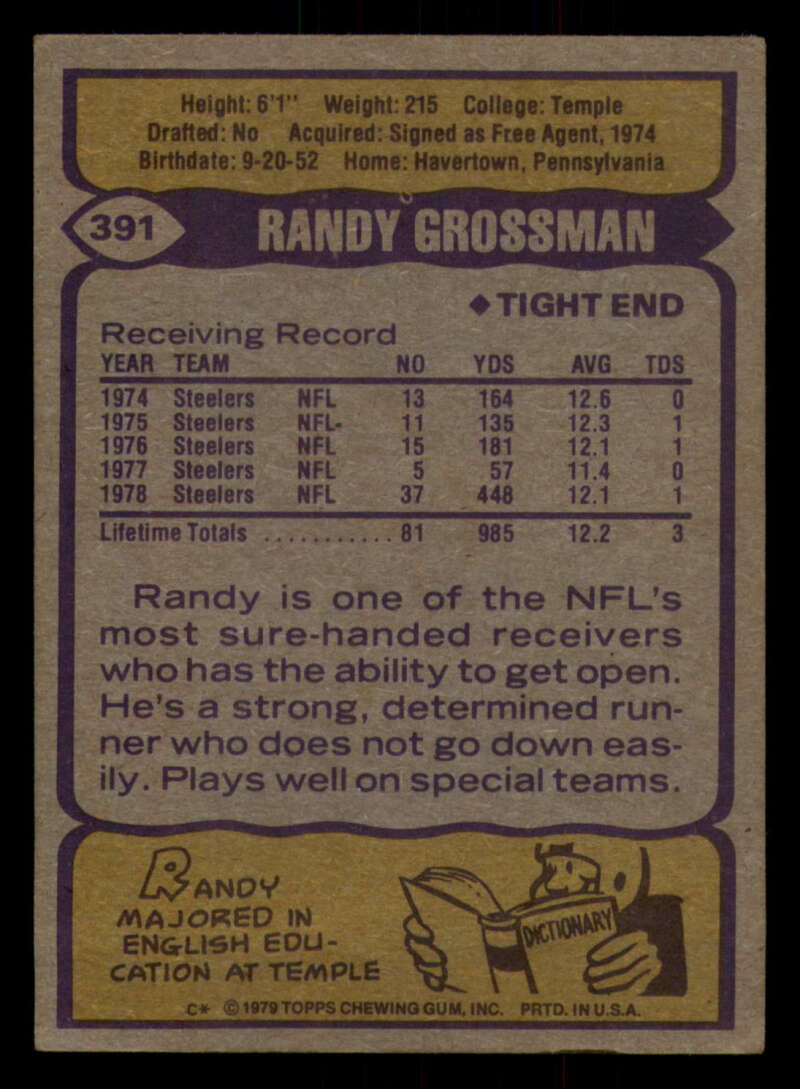 Height: 6'1" Weight: 215 College: Temple
Drafted: No Acquired: Signed as Free Agent, 1974
Birthdate: 9-20-52 Home: Havertown, Pennsylvania
391 RANDY GROSSMAN
◆ TIGHT END
Receiving Record
YEAR TEAM NO YDS AVG TDS
1974 Steelers NFL 13 164 12.6 0
1975 Steelers NFL 11 135 12.3 1
1976 Steelers NFL 15 181 12.1 1
1977 Steelers NFL 5 57 11.4 0
1978 Steelers NFL 37 448 12.1 1
Lifetime Totals ........... 81 985 12.2 3
Randy is one of the NFL's
most sure-handed receivers
who has the ability to get open.
He's a strong, determined run-
ner who does not go down eas-
ily. Plays well on special teams.
RANDY
MAJORED IN
ENGLISH EDU-
CATION AT TEMPLE
DICTIONARY
C* © 1979 TOPPS CHEWING GUM, INC. PRTD. IN U.S.A.